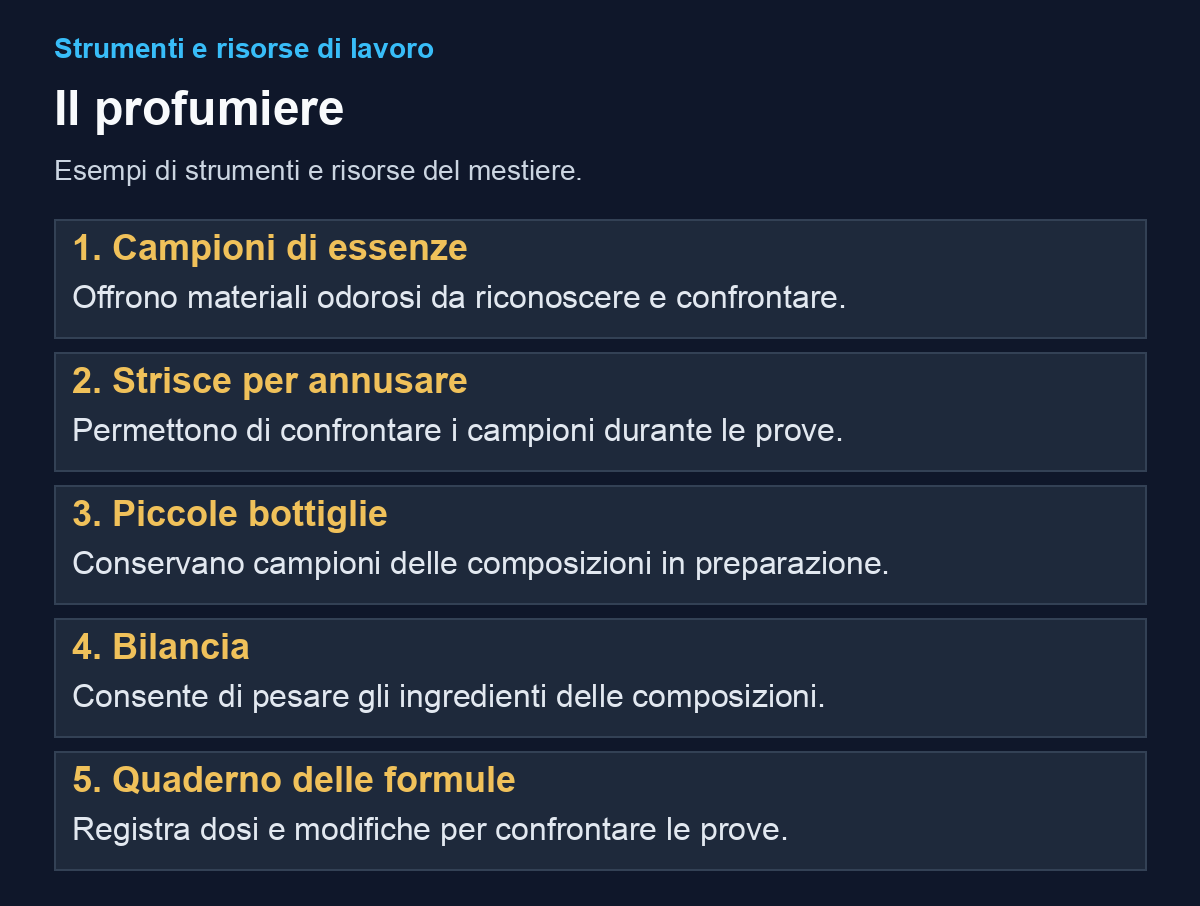 Strumenti e risorse di lavoro
Il profumiere
Esempi di strumenti e risorse del mestiere.
1. Campioni di essenze
Offrono materiali odorosi da riconoscere e confrontare.
2. Strisce per annusare
Permettono di confrontare i campioni durante le prove.
3. Piccole bottiglie
Conservano campioni delle composizioni in preparazione.
4. Bilancia
Consente di pesare gli ingredienti delle composizioni.
5. Quaderno delle formule
Registra dosi e modifiche per confrontare le prove.